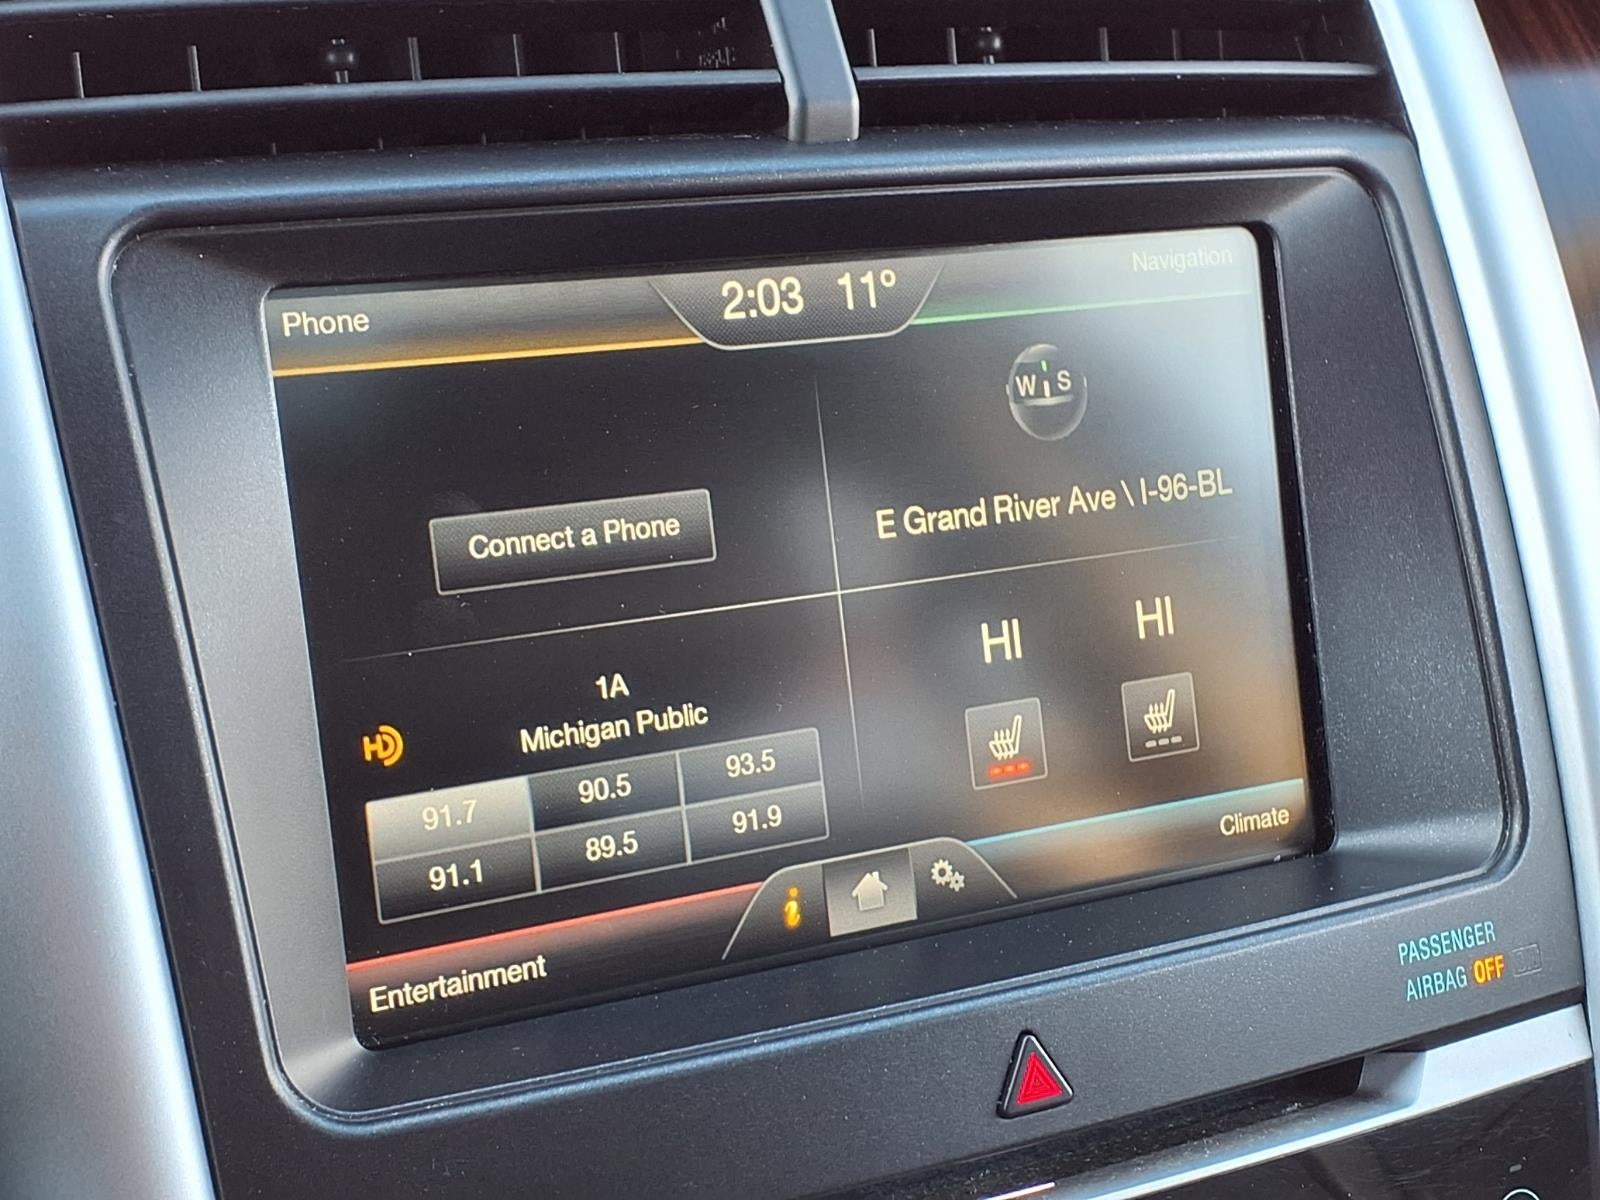 Phone
2:03 11°
Navigation
W S
Connect a Phone
E Grand River Ave \ I-96-BL
HI HI
1A
Michigan Public
HD
91.7 90.5 93.5
91.1 89.5 91.9
Climate
i
Entertainment
PASSENGER
AIRBAG OFF